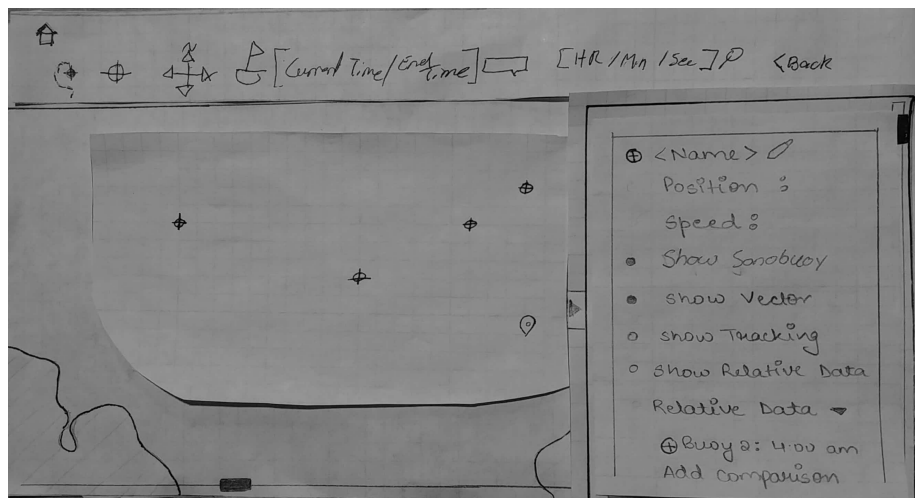 [Current Time/End Time] [HR/Mn/Sec] <Back
<Name>
Position :
Speed :
Show Sonobuoy
Show Vector
Show Tracking
Show Relative Data
Relative Data
Buoy 2: 4:00 am
Add comparison